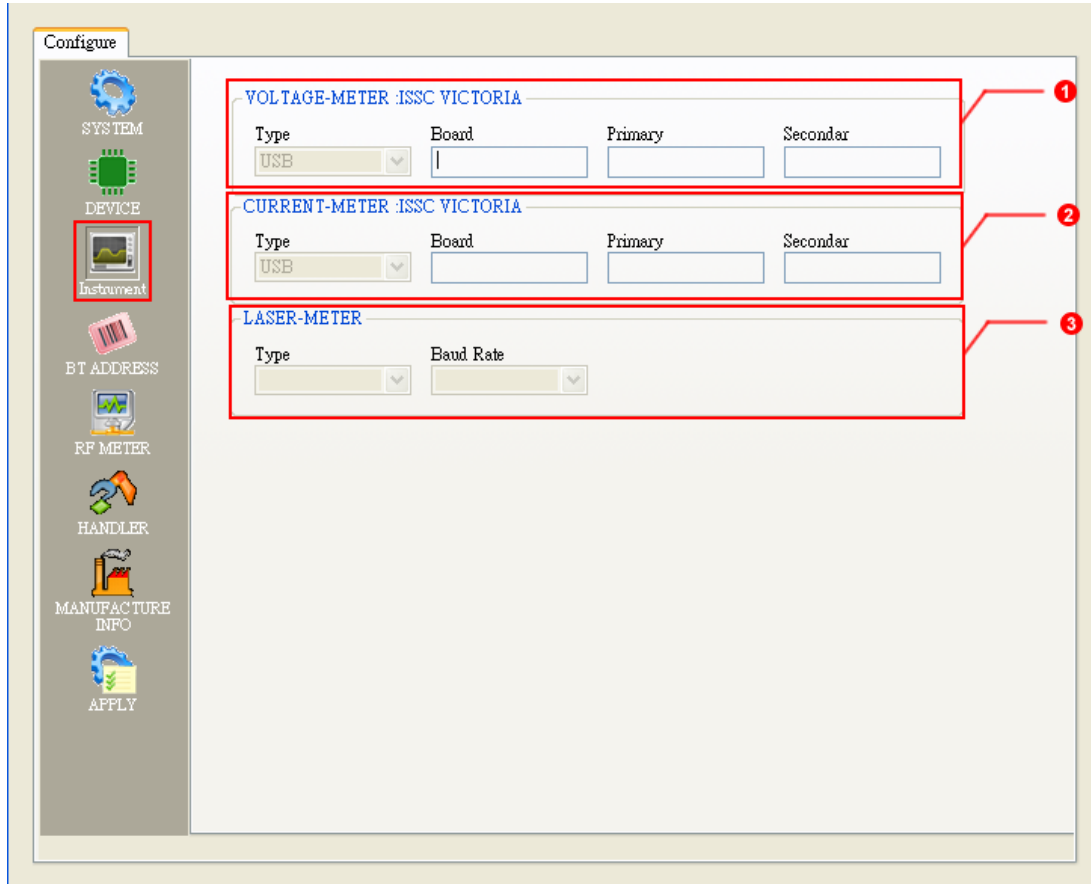 Configure
SYSTEM
DEVICE
Instrument
BT ADDRESS
RF METER
HANDLER
MANUFACTURE
INFO
APPLY
VOLTAGE-METER :ISSC VICTORIA
Type Board Primary Secondar
USB
1
CURRENT-METER :ISSC VICTORIA
Type Board Primary Secondar
USB
2
LASER-METER
Type Baud Rate
3